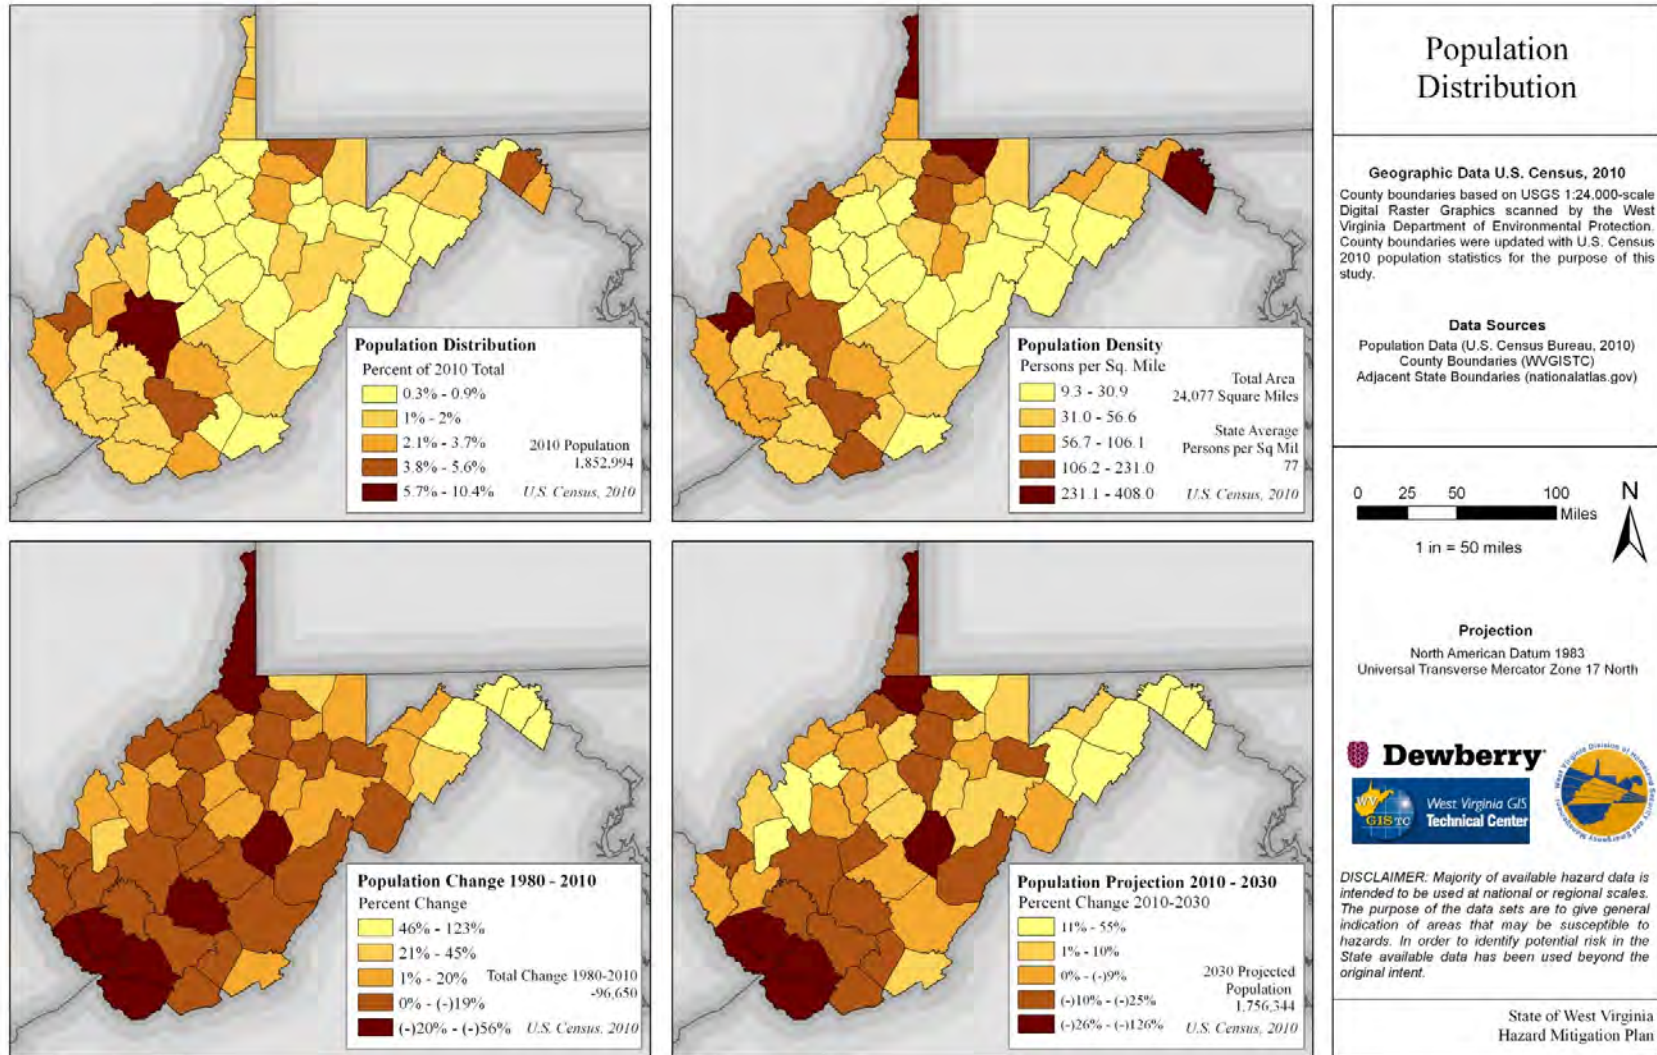 Population Distribution
Percent of 2010 Total
0.3% - 0.9%
1% - 2%
2.1% - 3.7%
3.8% - 5.6%
5.7% - 10.4%
2010 Population
1,852,994
U.S. Census, 2010
Population Density
Persons per Sq. Mile
9.3 - 30.9
31.0 - 56.6
56.7 - 106.1
106.2 - 231.0
231.1 - 408.0
Total Area
24,077 Square Miles
State Average
Persons per Sq Mil
77
U.S. Census, 2010
Population Change 1980 - 2010
Percent Change
46% - 123%
21% - 45%
1% - 20%
0% - (-)19%
(-)20% - (-)56%
Total Change 1980-2010
-96,650
U.S. Census, 2010
Population Projection 2010 - 2030
Percent Change 2010-2030
11% - 55%
1% - 10%
0% - (-)9%
(-)10% - (-)25%
(-)26% - (-)126%
2030 Projected
Population
1,756,344
U.S. Census, 2010
Population
Distribution
Geographic Data U.S. Census, 2010
County boundaries based on USGS 1:24,000-scale
Digital Raster Graphics scanned by the West
Virginia Department of Environmental Protection.
County boundaries were updated with U.S. Census
2010 population statistics for the purpose of this
study.
Data Sources
Population Data (U.S. Census Bureau, 2010)
County Boundaries (WVGISTC)
Adjacent State Boundaries (nationalatlas.gov)
0 25 50 100
Miles
N
1 in = 50 miles
Projection
North American Datum 1983
Universal Transverse Mercator Zone 17 North
Dewberry
WV
GISTC
West Virginia GIS
Technical Center
West Virginia Division of Homeland Security and Emergency Management
DISCLAIMER: Majority of available hazard data is
intended to be used at national or regional scales.
The purpose of the data sets are to give general
indication of areas that may be susceptible to
hazards. In order to identify potential risk in the
State available data has been used beyond the
original intent.
State of West Virginia
Hazard Mitigation Plan